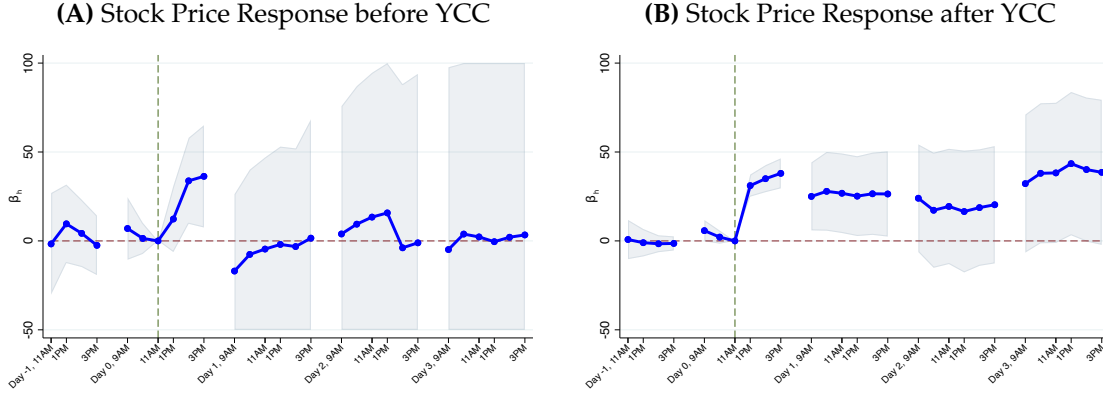 (A) Stock Price Response before YCC
100
50
0
-50
βh
Day -1, 11AM
1PM
3PM
Day 0, 9AM
11AM
1PM
3PM
Day 1, 9AM
11AM
1PM
3PM
Day 2, 9AM
11AM
1PM
3PM
Day 3, 9AM
11AM
1PM
3PM
(B) Stock Price Response after YCC
100
50
0
-50
βh
Day -1, 11AM
1PM
3PM
Day 0, 9AM
11AM
1PM
3PM
Day 1, 9AM
11AM
1PM
3PM
Day 2, 9AM
11AM
1PM
3PM
Day 3, 9AM
11AM
1PM
3PM